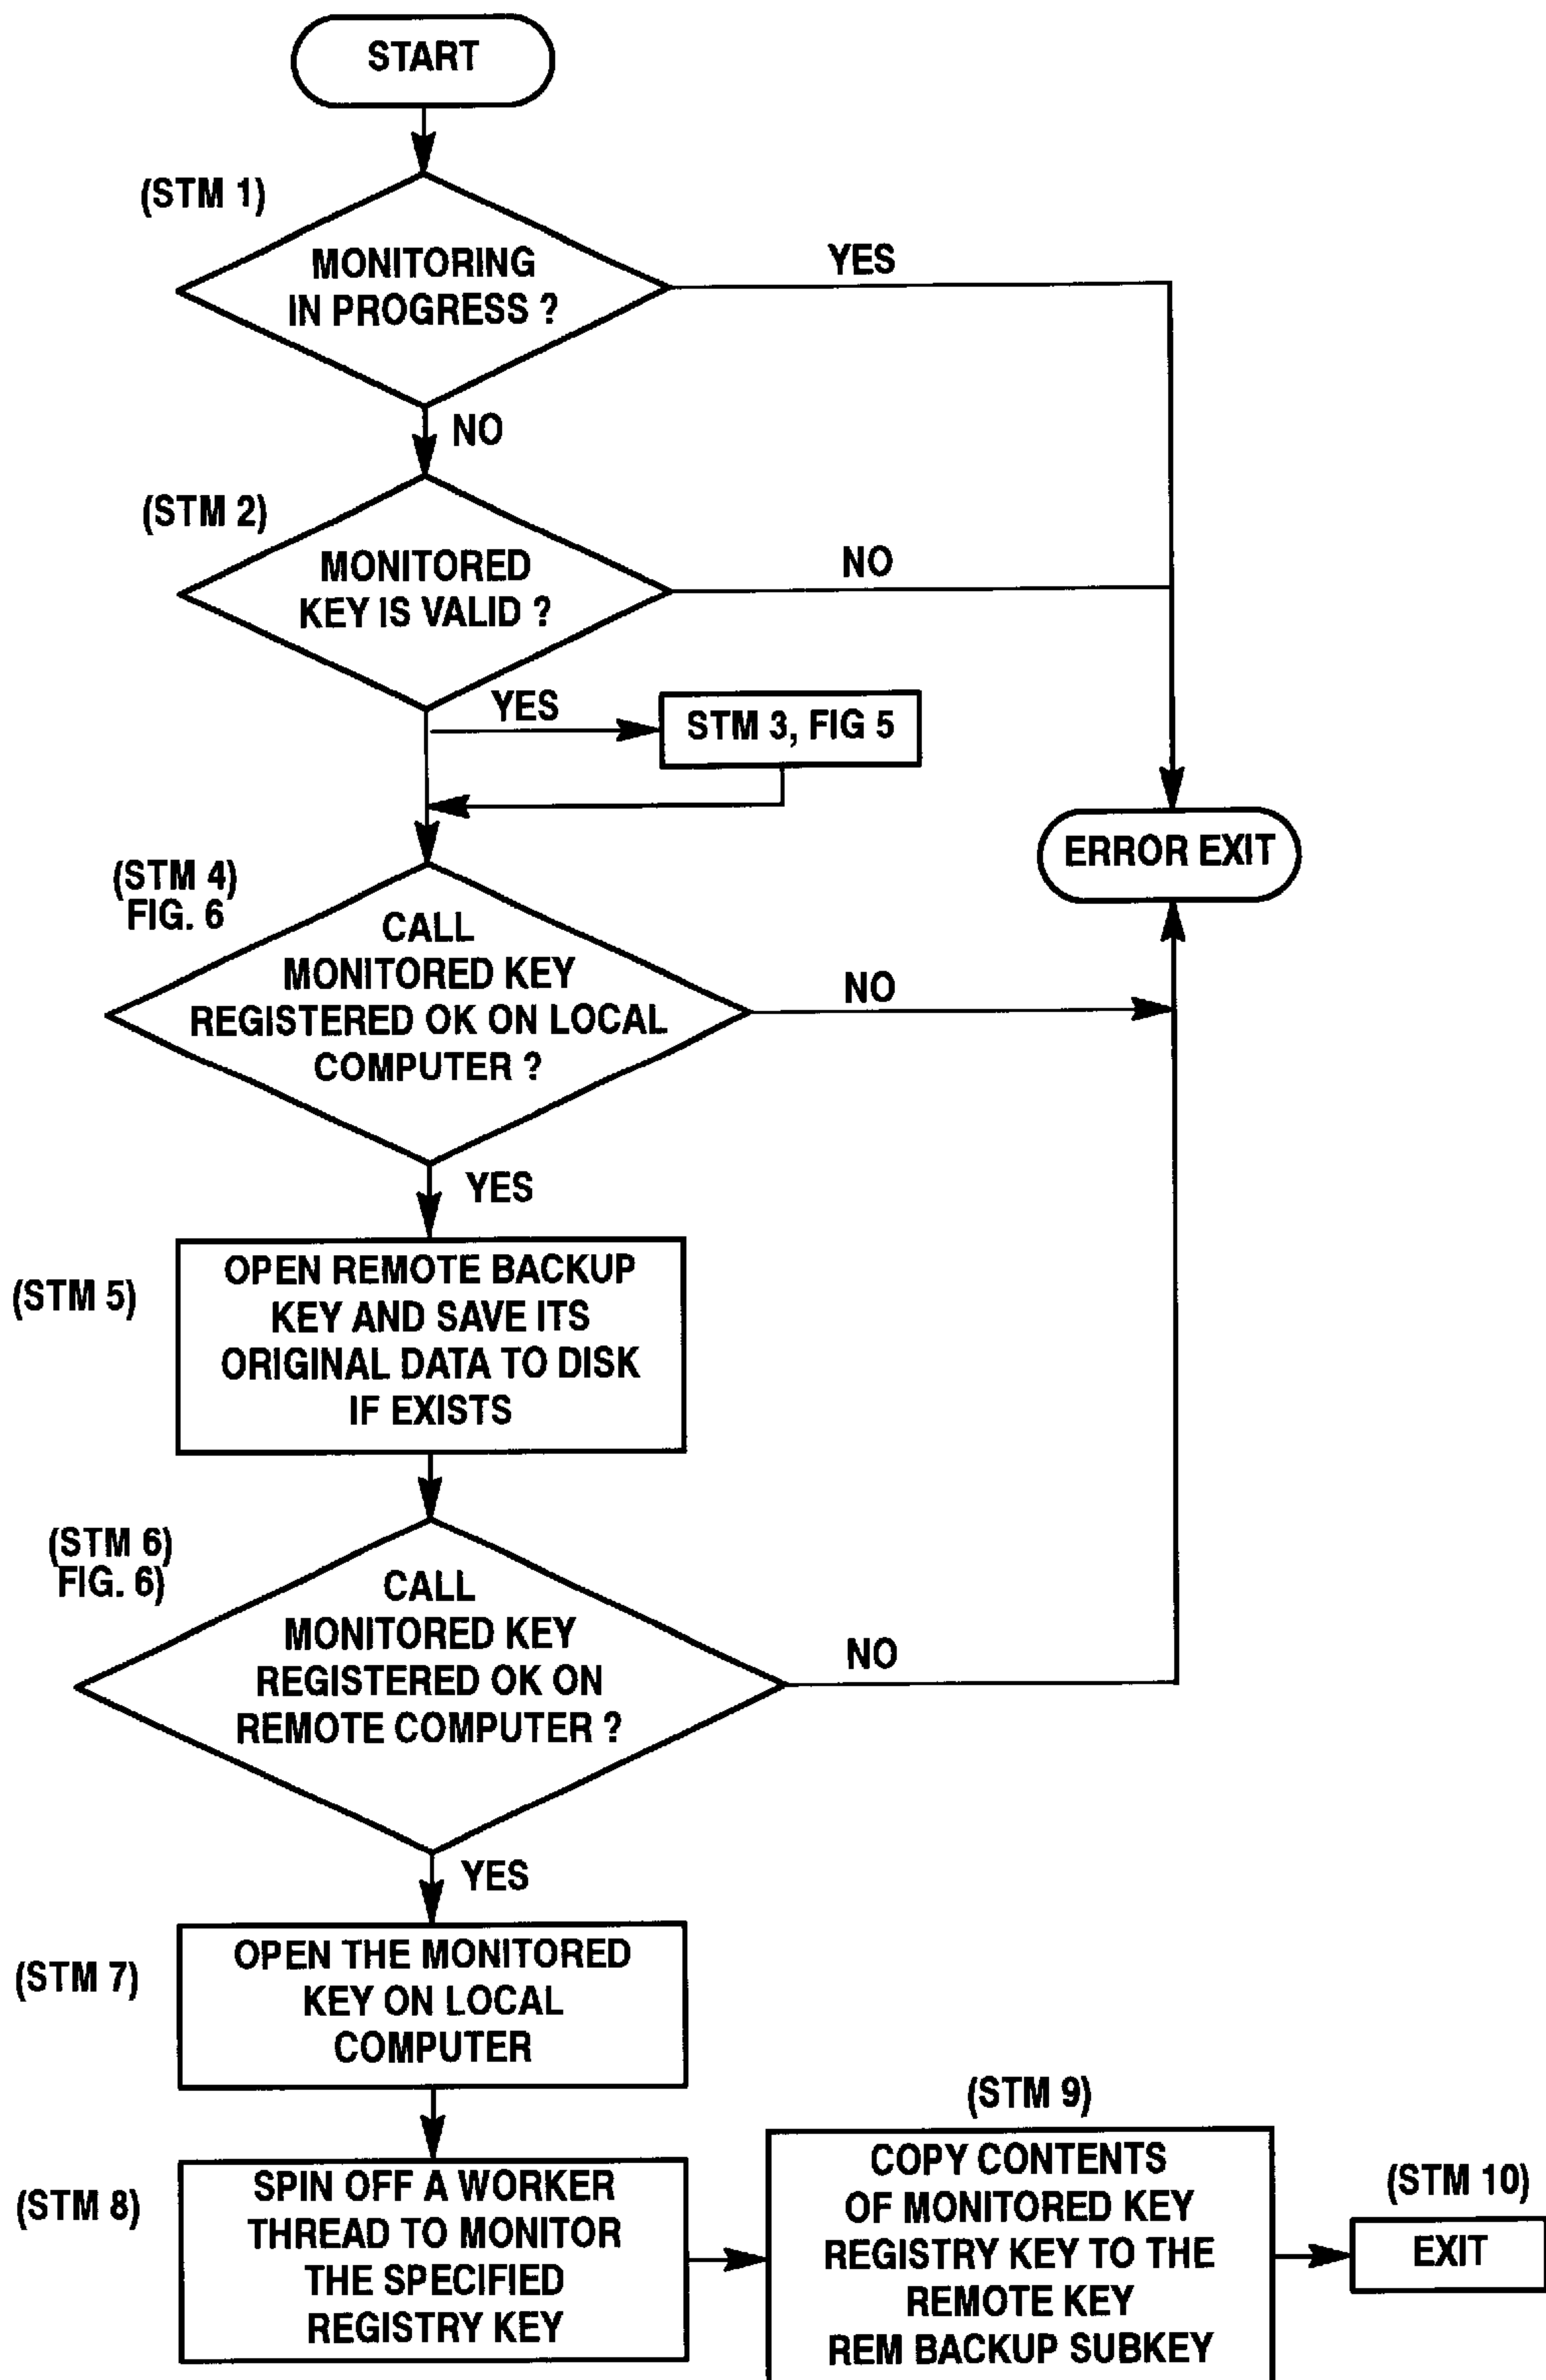 START
(STM 1)
MONITORING
IN PROGRESS ?
YES
NO
(STM 2)
MONITORED
KEY IS VALID ?
NO
YES
STM 3, FIG 5
ERROR EXIT
(STM 4)
FIG. 6
CALL
MONITORED KEY
REGISTERED OK ON LOCAL
COMPUTER ?
NO
YES
(STM 5)
OPEN REMOTE BACKUP
KEY AND SAVE ITS
ORIGINAL DATA TO DISK
IF EXISTS
(STM 6)
FIG. 6)
CALL
MONITORED KEY
REGISTERED OK ON
REMOTE COMPUTER ?
NO
YES
(STM 7)
OPEN THE MONITORED
KEY ON LOCAL
COMPUTER
(STM 8)
SPIN OFF A WORKER
THREAD TO MONITOR
THE SPECIFIED
REGISTRY KEY
(STM 9)
COPY CONTENTS
OF MONITORED KEY
REGISTRY KEY TO THE
REMOTE KEY
REM BACKUP SUBKEY
(STM 10)
EXIT